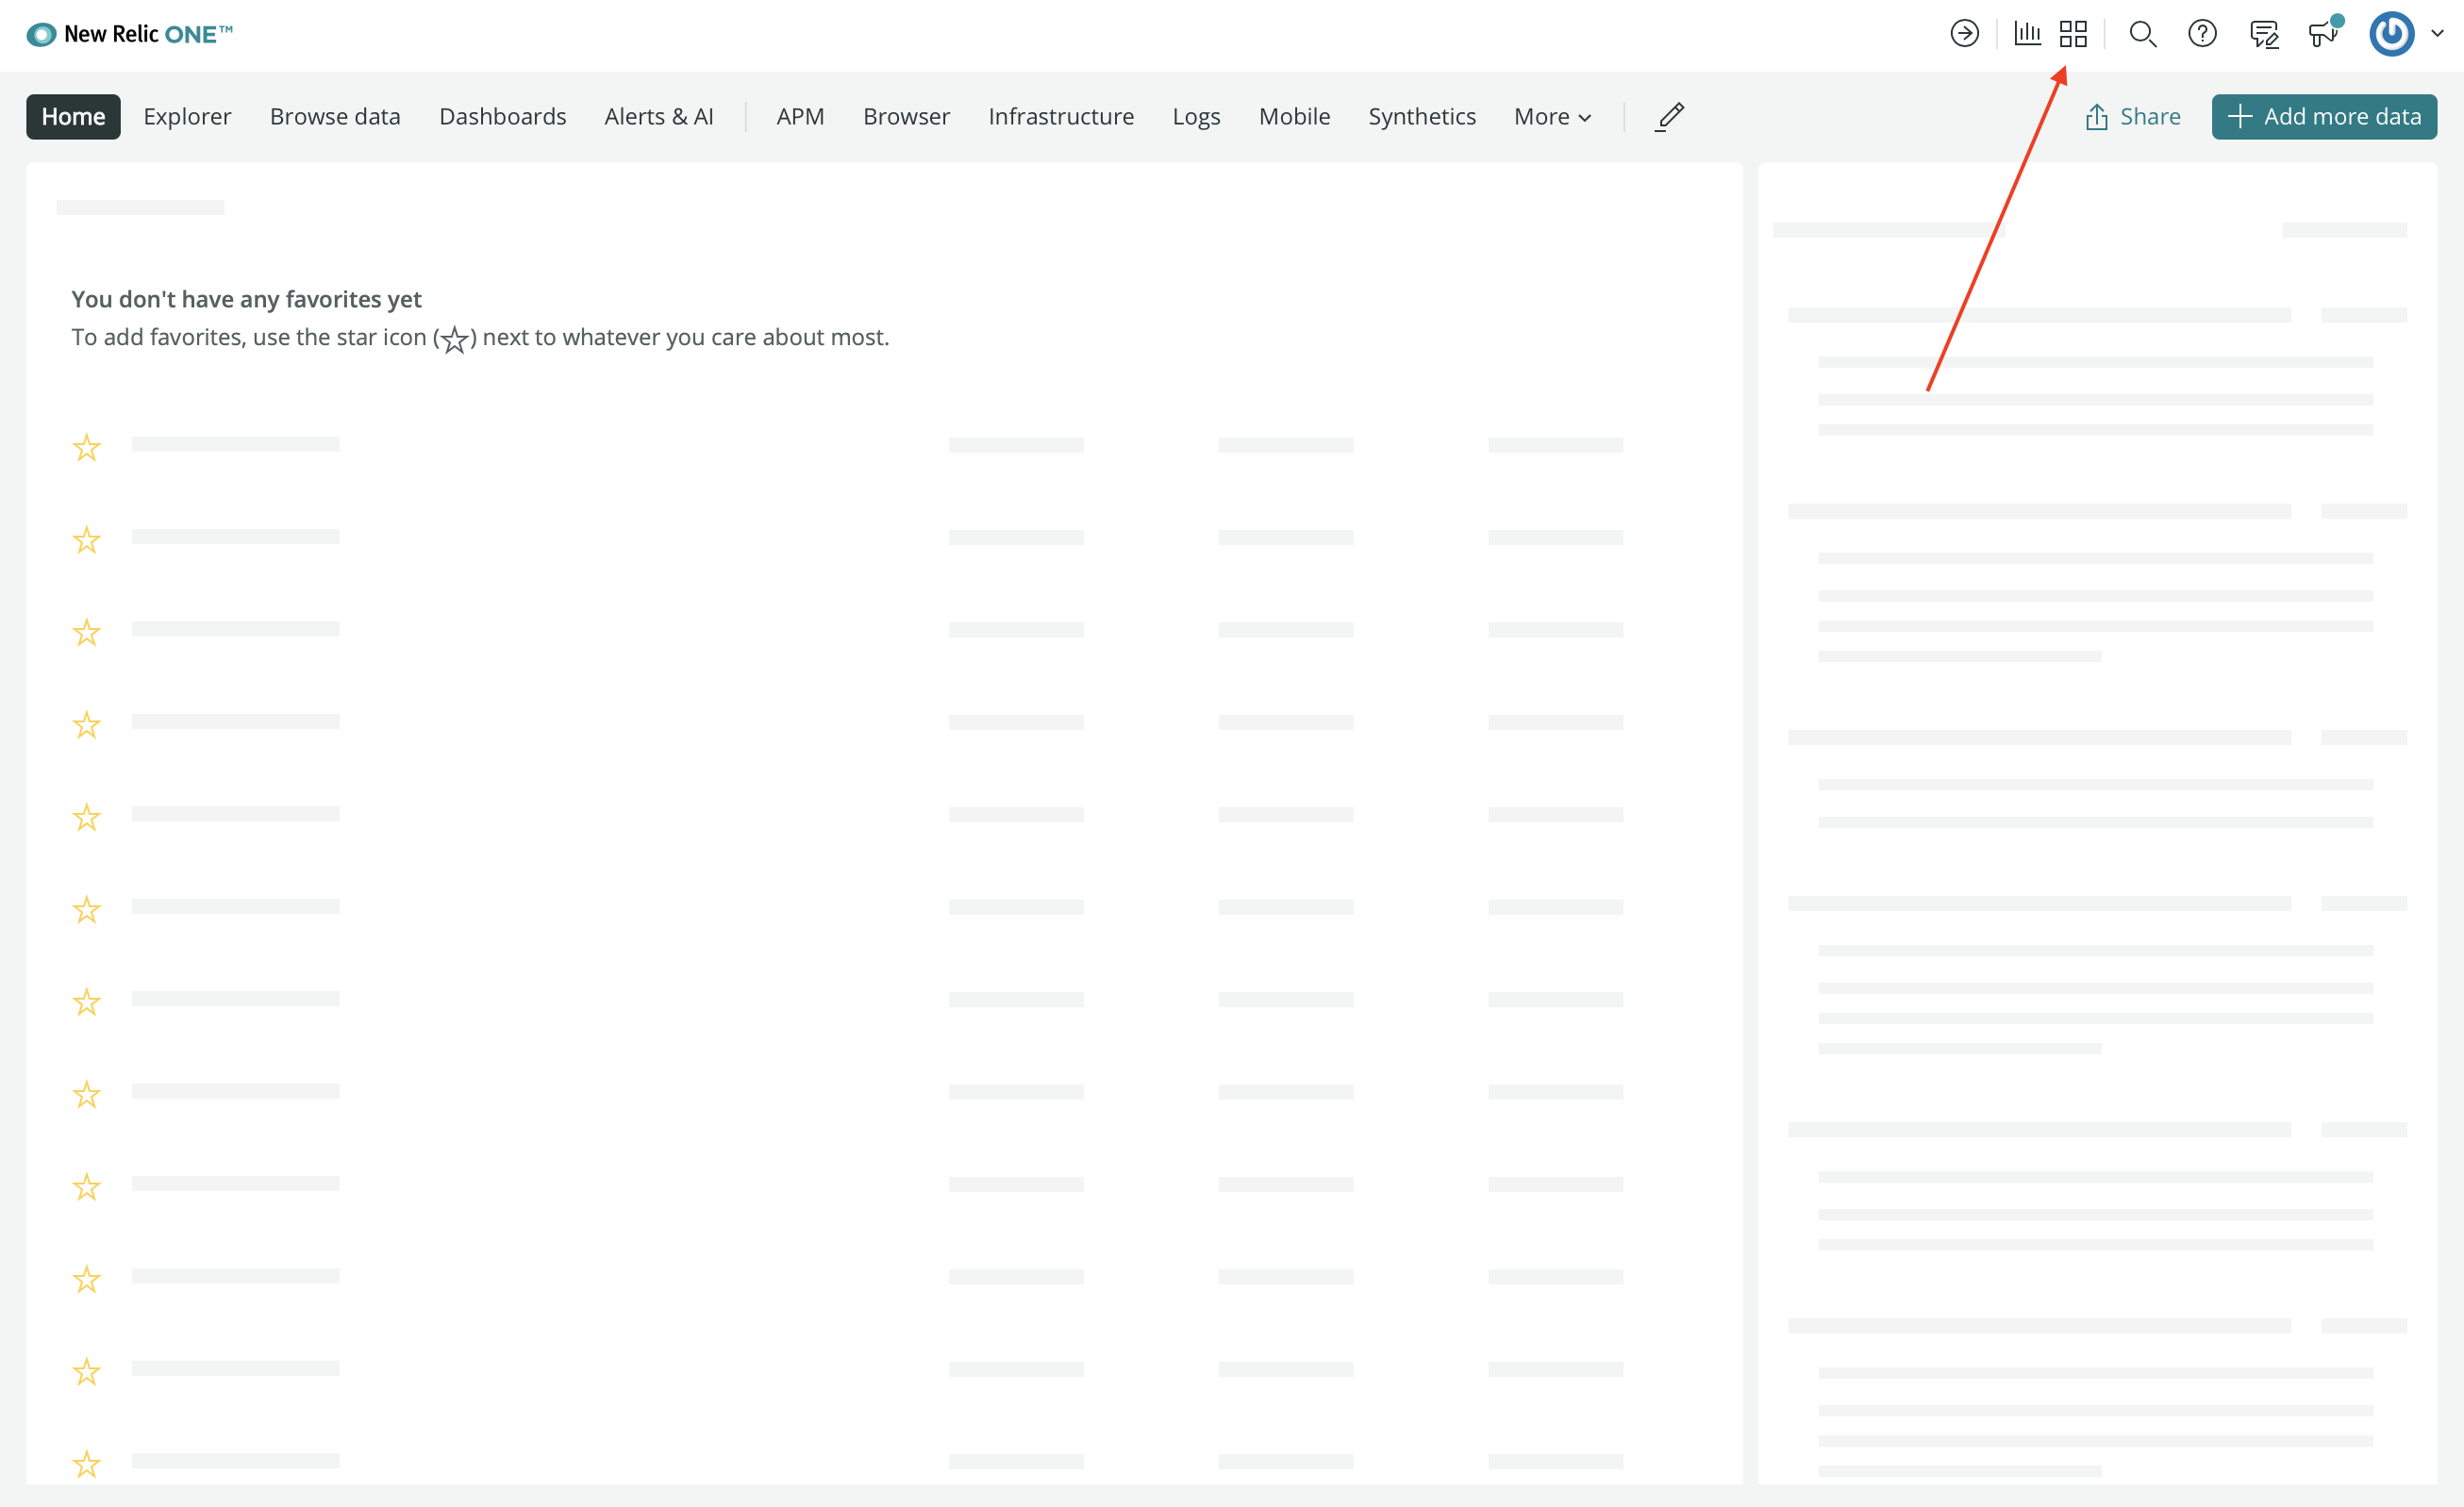 New Relic ONE™
Home Explorer Browse data Dashboards Alerts & AI APM Browser Infrastructure Logs Mobile Synthetics More Share Add more data
You don't have any favorites yet
To add favorites, use the star icon (☆) next to whatever you care about most.